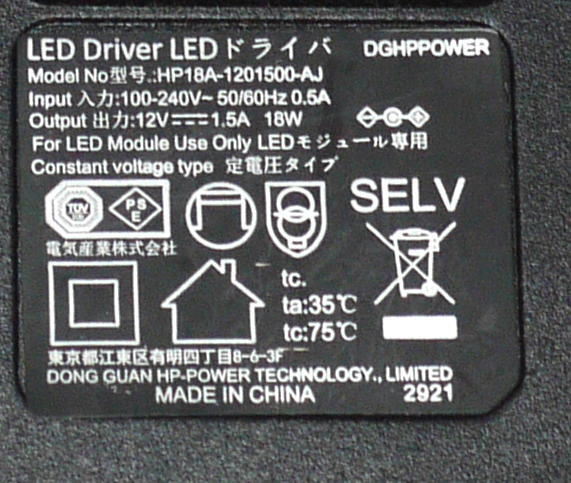 LED Driver LEDドライバ DGHPPOWER
Model No型号.:HP18A-1201500-AJ
Input 入力:100-240V~ 50/60Hz 0.5A
Output 出力:12V⎓1.5A 18W
For LED Module Use Only LEDモジュール専用
Constant voltage type 定電圧タイプ
SELV
TÜV
PS
E
電気産業株式会社
tc.
ta:35℃
tc:75℃
東京都江東区有明四丁目8-6-3F
DONG GUAN HP-POWER TECHNOLOGY., LIMITED
MADE IN CHINA 2921